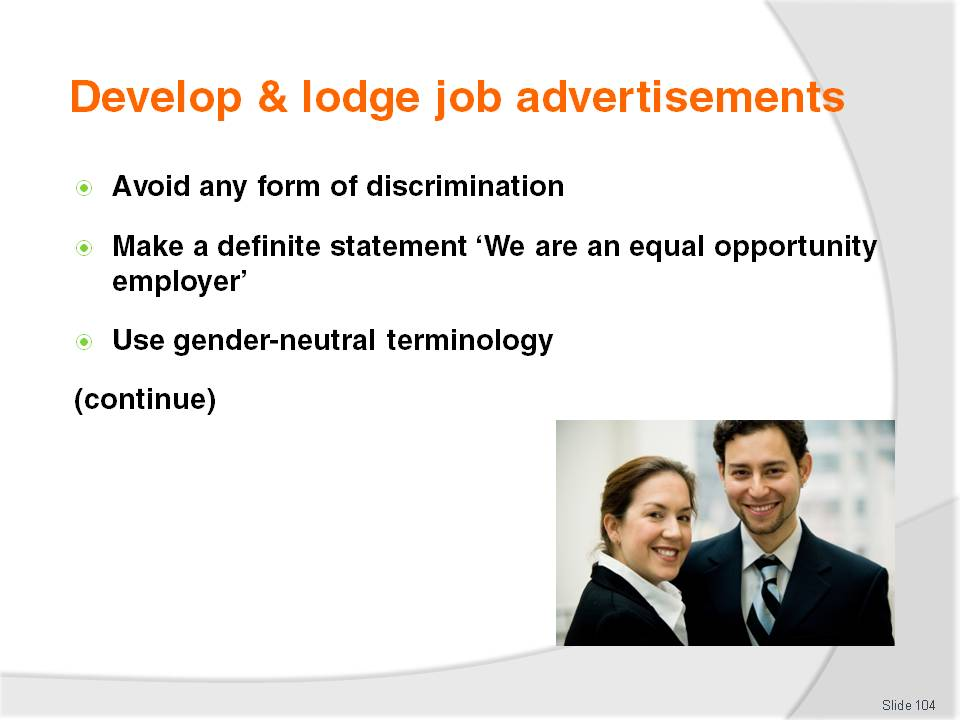 Develop & lodge job advertisements
Avoid any form of discrimination
Make a definite statement ‘We are an equal opportunity
employer’
Use gender-neutral terminology
(continue)
Slide 104